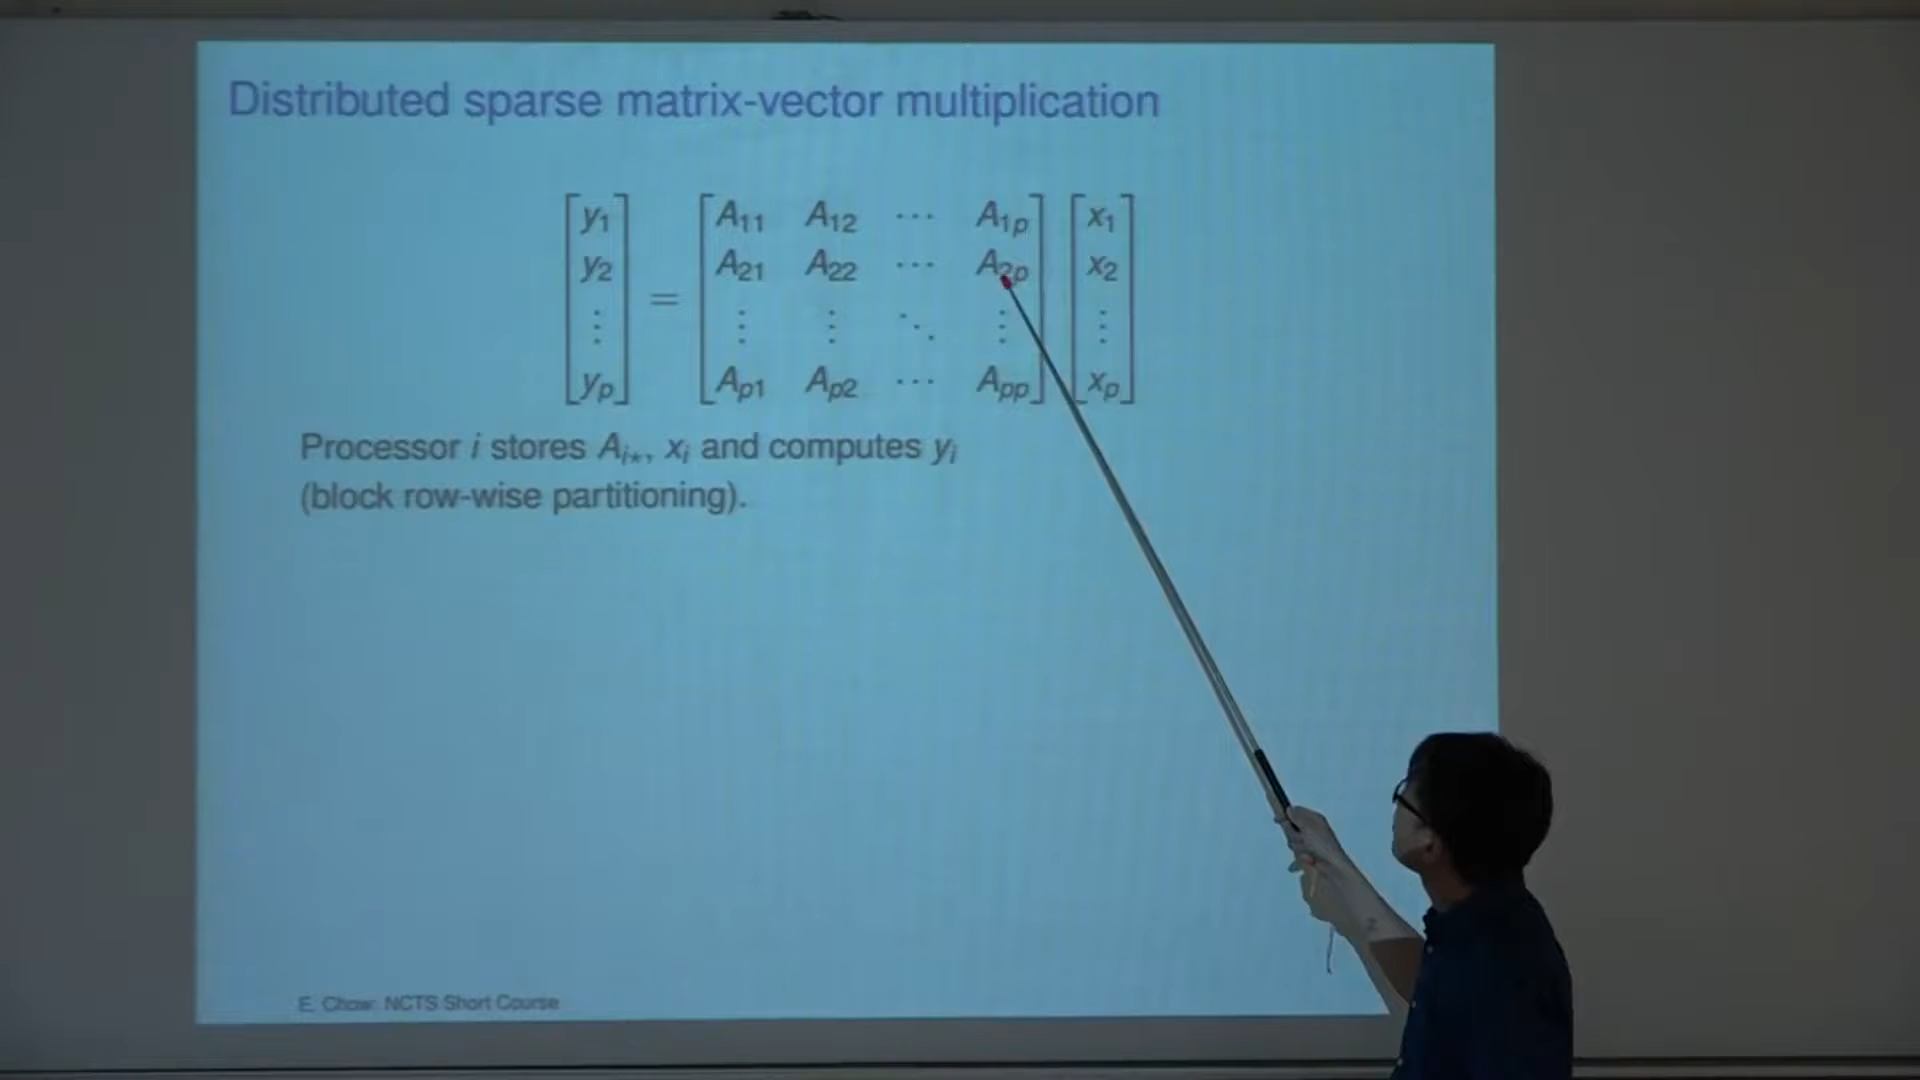 Distributed sparse matrix-vector multiplication
y₁ A₁₁ A₁₂ ⋯ A₁ₚ x₁
y₂ A₂₁ A₂₂ ⋯ A₂ₚ x₂
⋮ = ⋮ ⋮ ⋱ ⋮ ⋮
yₚ Aₚ₁ Aₚ₂ ⋯ Aₚₚ xₚ
Processor i stores Aᵢ⁎, xᵢ and computes yᵢ
(block row-wise partitioning).
E. Chow: NCTS Short Course